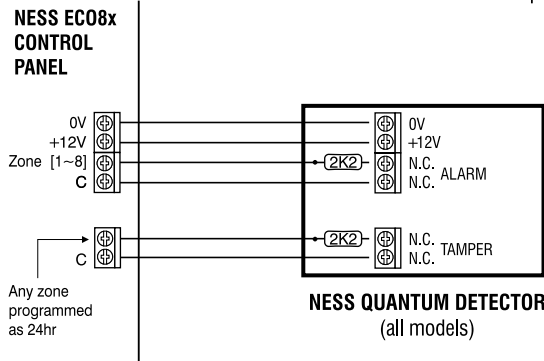 NESS ECO8x
CONTROL
PANEL
0V
+12V
Zone [1~8]
C
2K2
0V
+12V
N.C.
N.C.
ALARM
C
2K2
N.C.
N.C.
TAMPER
Any zone
programmed
as 24hr
NESS QUANTUM DETECTOR
(all models)